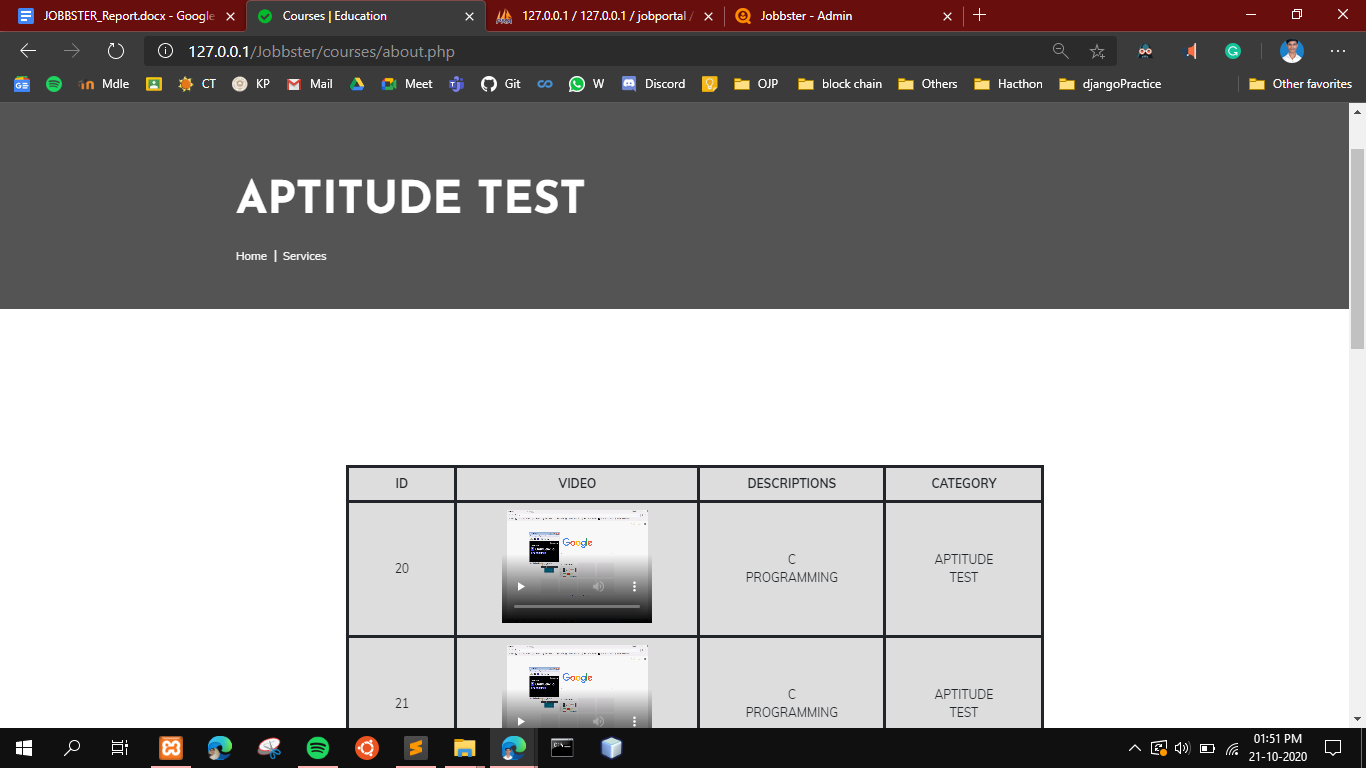 JOBBSTER_Report.docx - Google
Courses | Education
127.0.0.1 / 127.0.0.1 / jobportal /
Jobbster - Admin
127.0.0.1/Jobbster/courses/about.php
Mdle
CT
KP
Mail
Meet
Git
W
Discord
OJP
block chain
Others
Hacthon
djangoPractice
Other favorites
APTITUDE TEST
Home | Services
ID VIDEO DESCRIPTIONS CATEGORY
20
Google
C
PROGRAMMING
APTITUDE
TEST
21
Google
C
PROGRAMMING
APTITUDE
TEST
01:51 PM
21-10-2020